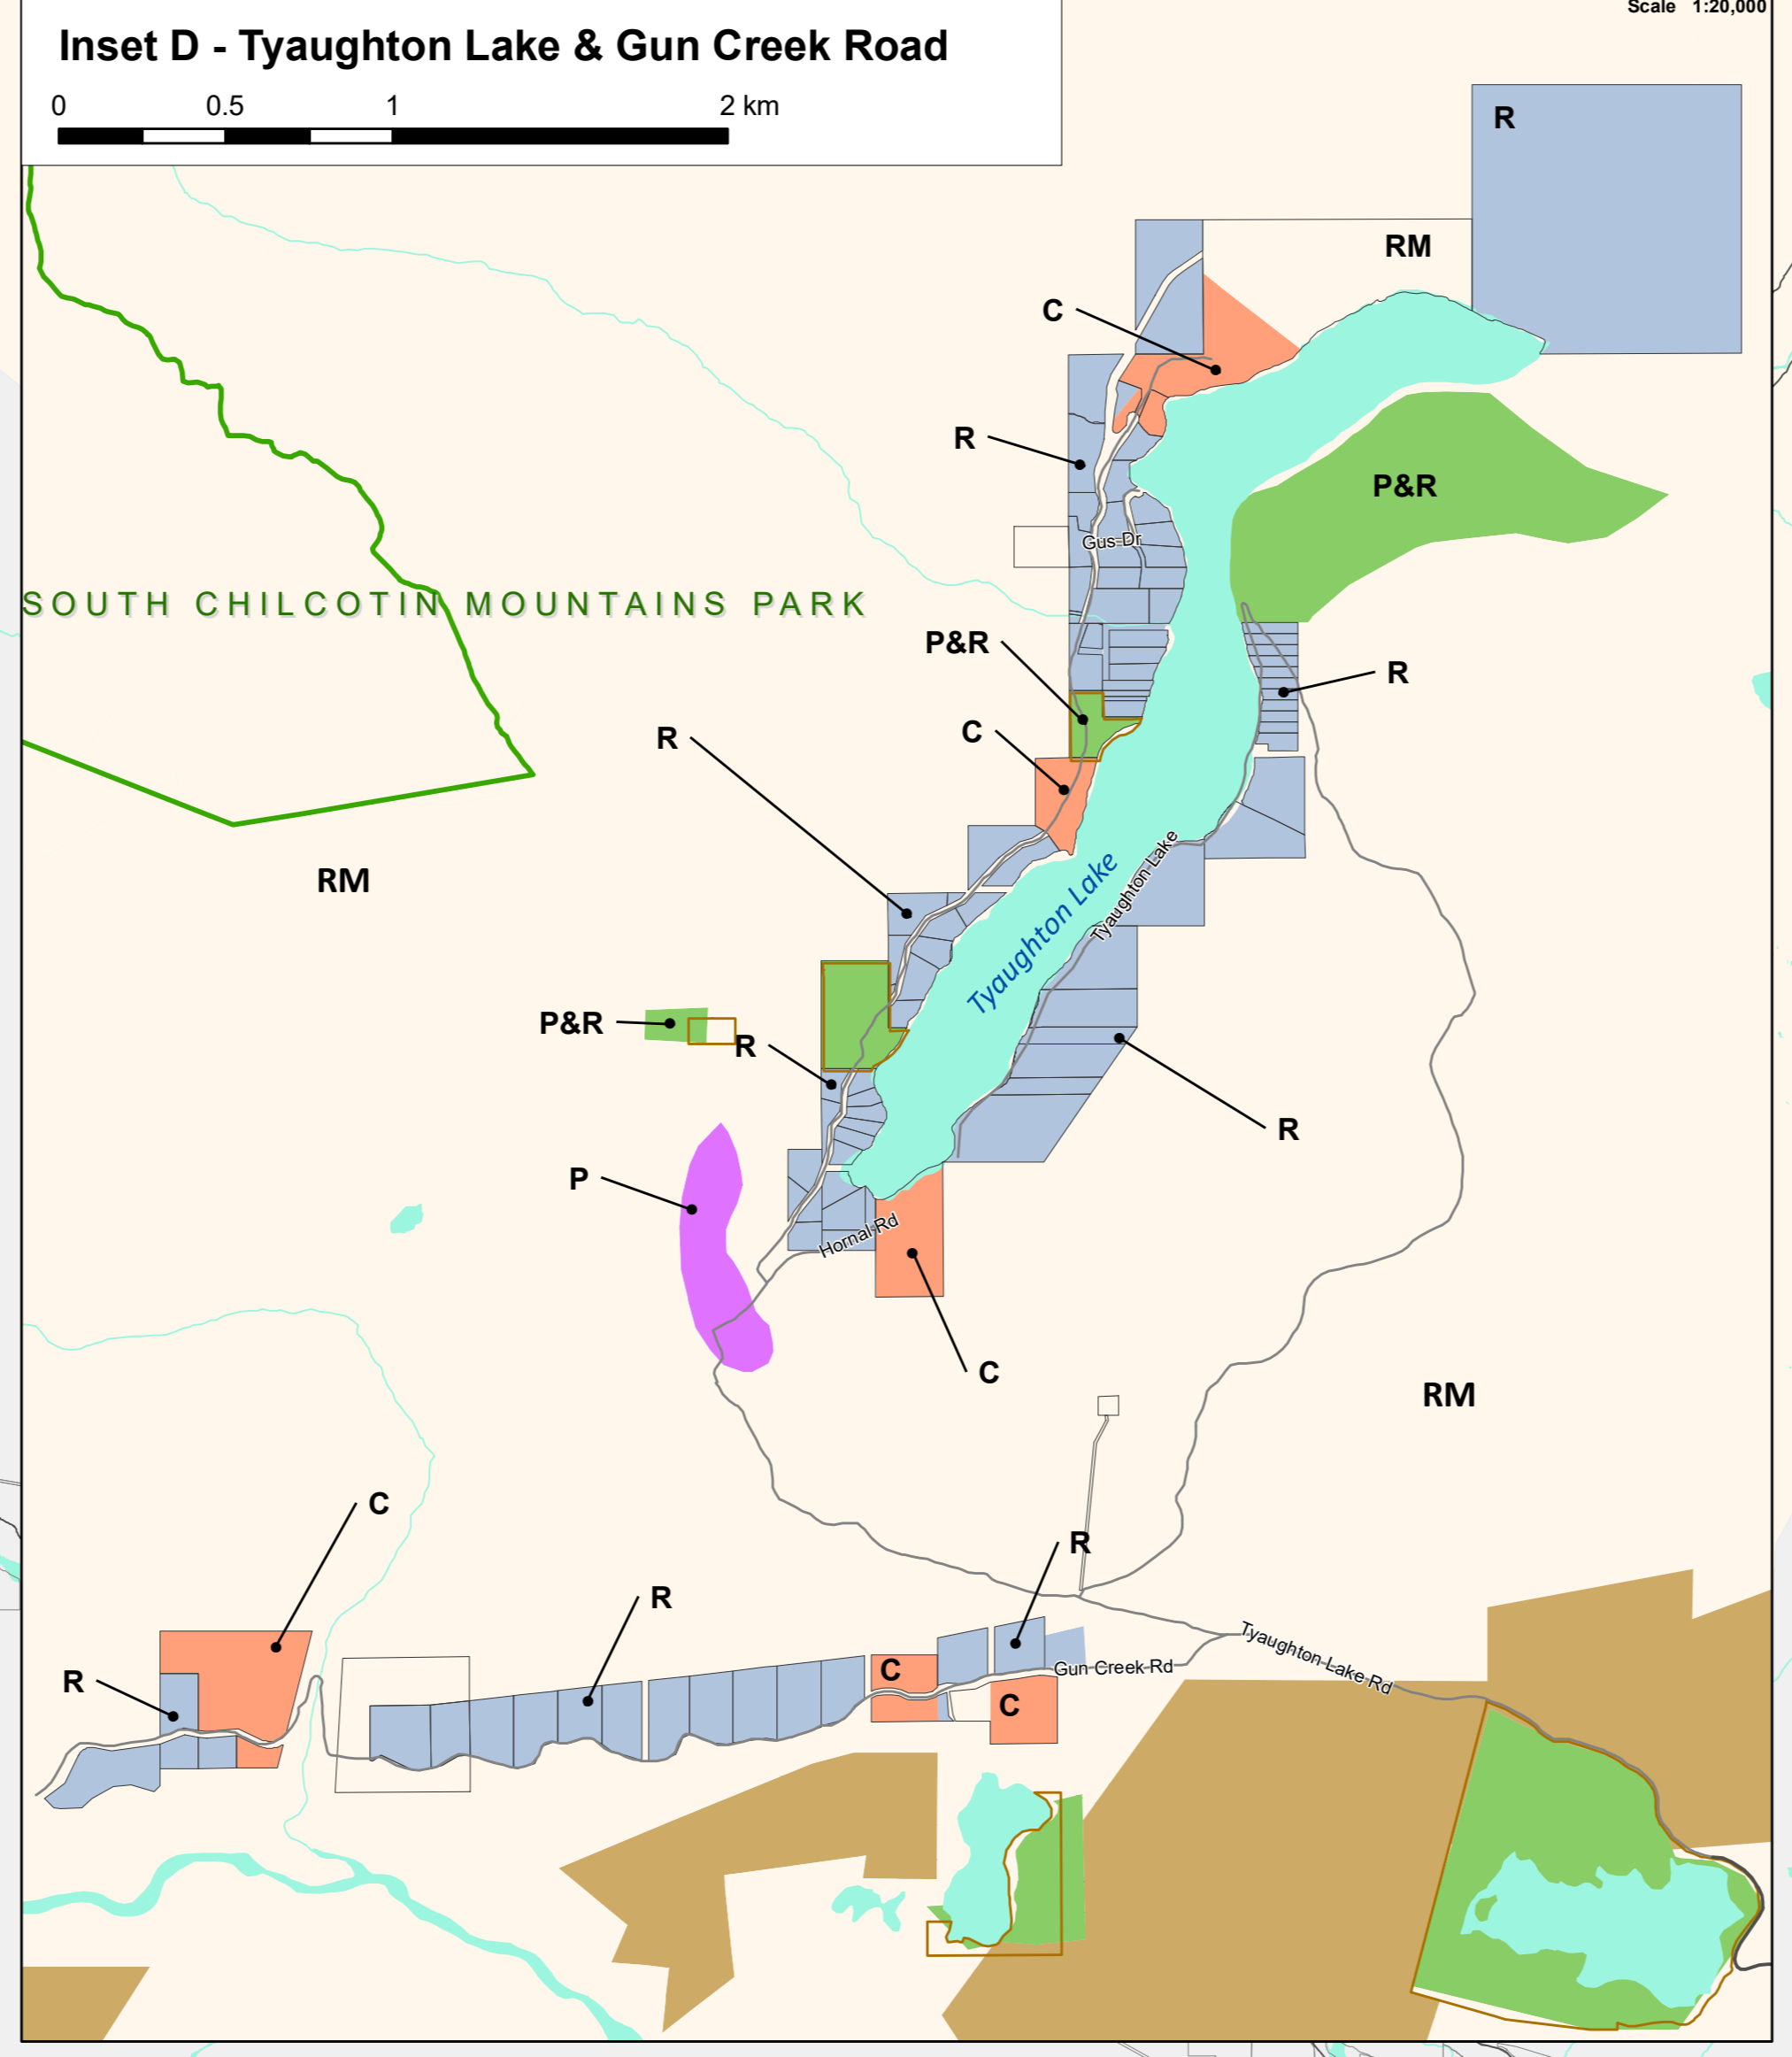 Scale 1:20,000
Inset D - Tyaughton Lake & Gun Creek Road
0 0.5 1 2 km
R
RM
C
R
P&R
Gus Dr
SOUTH CHILCOTIN MOUNTAINS PARK
P&R
R
C
R
Tyaughton Lake
Tyaughton Lake
RM
P&R
R
R
P
Hornal Rd
C
RM
C
R
R
Tyaughton Lake Rd
C
Gun Creek Rd
R
C